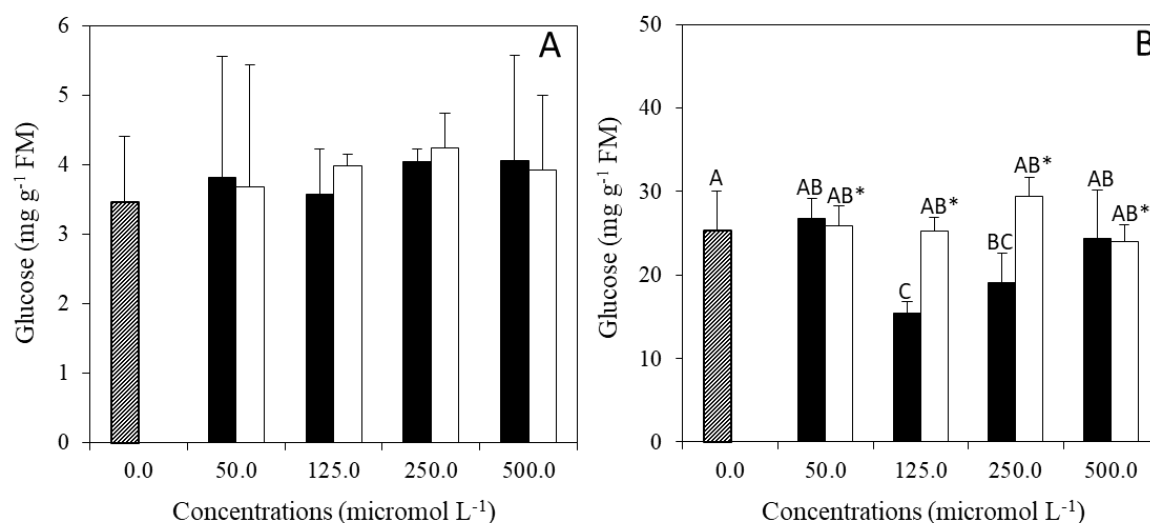 A
Glucose (mg g-1 FM)
6
5
4
3
2
1
0
0.0 50.0 125.0 250.0 500.0
Concentrations (micromol L-1)
B
Glucose (mg g-1 FM)
50
40
30
20
10
0
A AB AB* C AB* BC AB* AB AB*
0.0 50.0 125.0 250.0 500.0
Concentrations (micromol L-1)